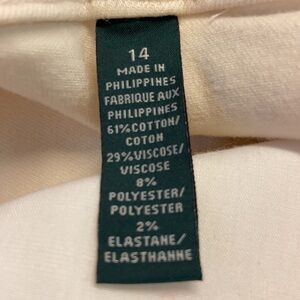 14
MADE IN
PHILIPPINES
FABRIQUE AUX
PHILIPPINES
61%COTTON/
COTON
29%VISCOSE/
VISCOSE
8%
POLYESTER/
POLYESTER
2%
ELASTANE/
ELASTHANNE